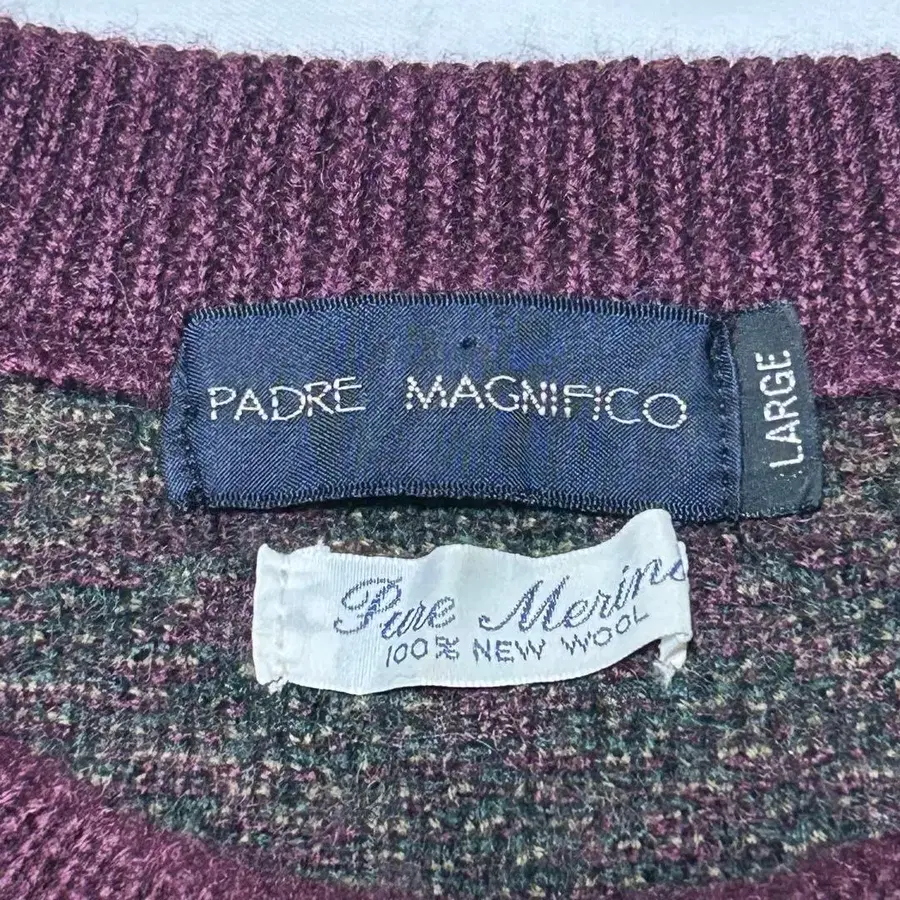 PADRE MAGNIFICO
LARGE
Pure Merino
100% NEW WOOL